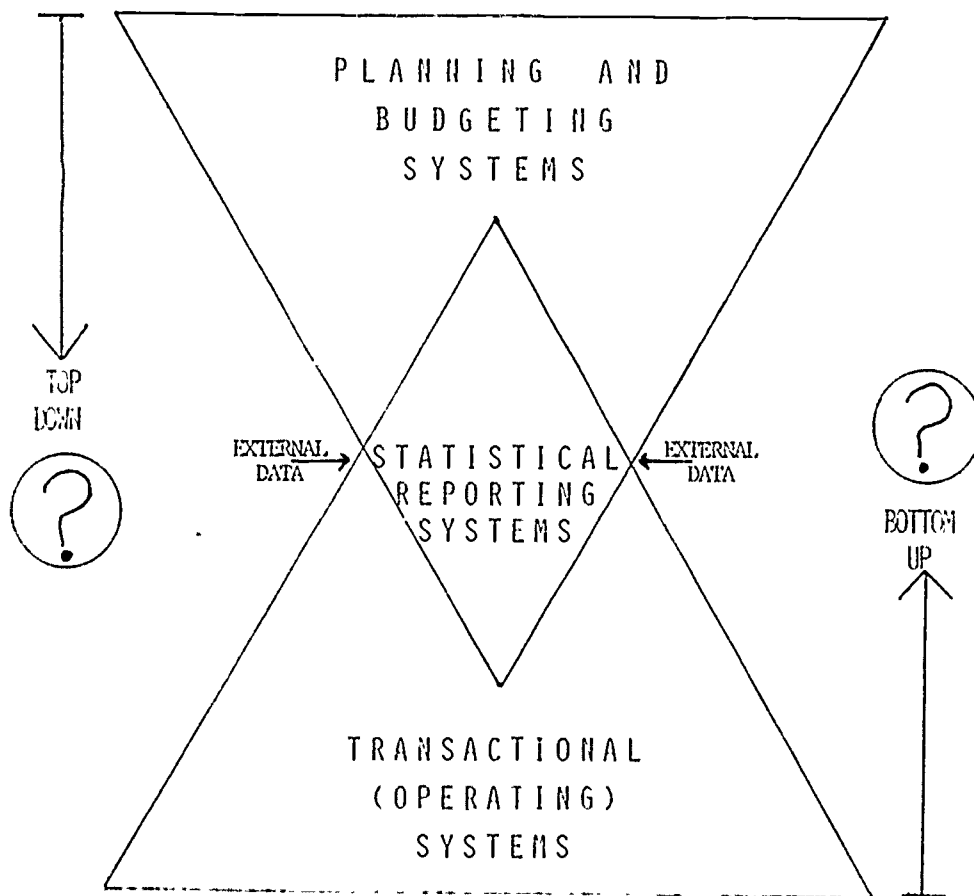 PLANNING AND
BUDGETING
SYSTEMS
TOP
DOWN
?
EXTERNAL
DATA
STATISTICAL
REPORTING
SYSTEMS
EXTERNAL
DATA
?
BOTTOM
UP
TRANSACTIONAL
(OPERATING)
SYSTEMS